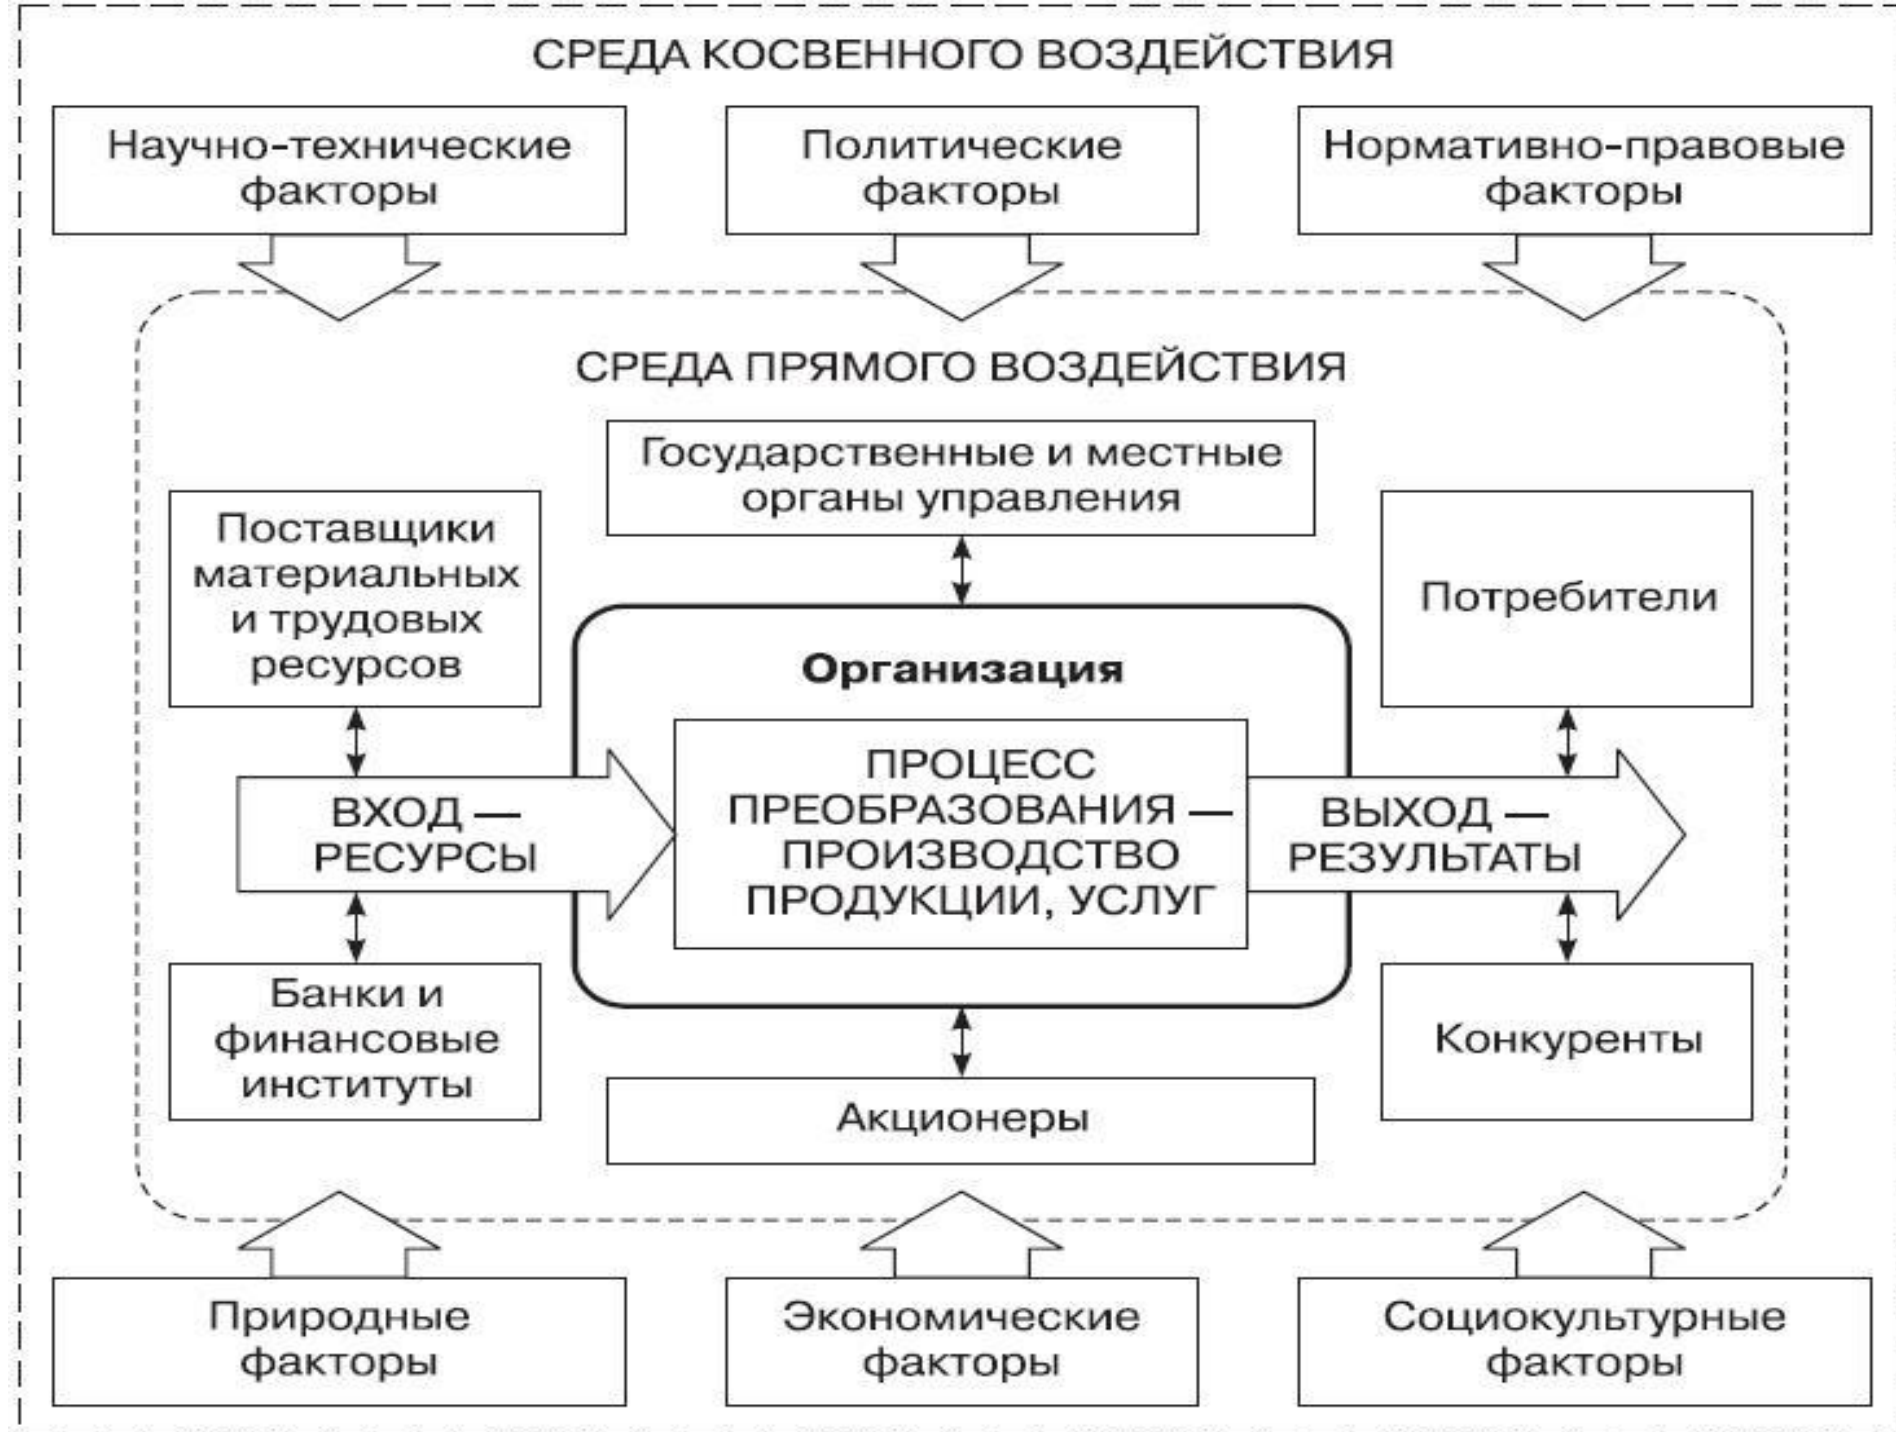 СРЕДА КОСВЕННОГО ВОЗДЕЙСТВИЯ
Научно-технические
факторы
Политические
факторы
Нормативно-правовые
факторы
СРЕДА ПРЯМОГО ВОЗДЕЙСТВИЯ
Государственные и местные
органы управления
Поставщики
материальных
и трудовых
ресурсов
Потребители
Организация
ВХОД —
РЕСУРСЫ
ПРОЦЕСС
ПРЕОБРАЗОВАНИЯ —
ПРОИЗВОДСТВО
ПРОДУКЦИИ, УСЛУГ
ВЫХОД —
РЕЗУЛЬТАТЫ
Банки и
финансовые
институты
Конкуренты
Акционеры
Природные
факторы
Экономические
факторы
Социокультурные
факторы